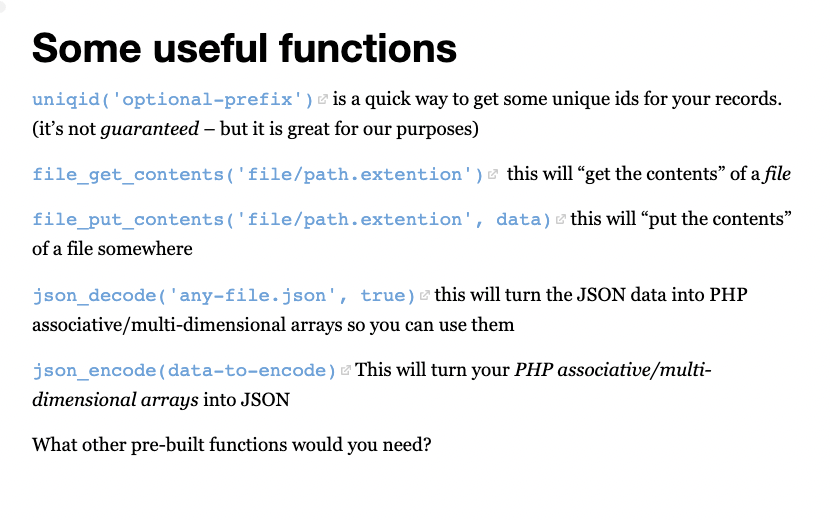 Some useful functions
uniqid('optional-prefix') is a quick way to get some unique ids for your records.
(it’s not guaranteed – but it is great for our purposes)
file_get_contents('file/path.extention') this will “get the contents” of a file
file_put_contents('file/path.extention', data) this will “put the contents”
of a file somewhere
json_decode('any-file.json', true) this will turn the JSON data into PHP
associative/multi-dimensional arrays so you can use them
json_encode(data-to-encode) This will turn your PHP associative/multi-
dimensional arrays into JSON
What other pre-built functions would you need?